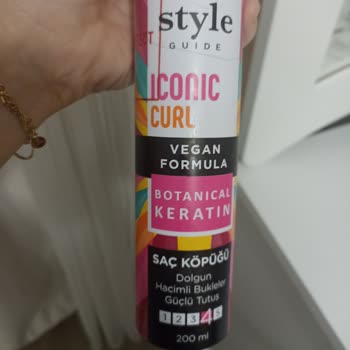 style
GUIDE
ICONIC
CURL
VEGAN
FORMULA
BOTANICAL
KERATIN
SAÇ KÖPÜĞÜ
Dolgun
Hacimli Bukleler
Güçlü Tutuş
1 2 3 4 5
200 ml